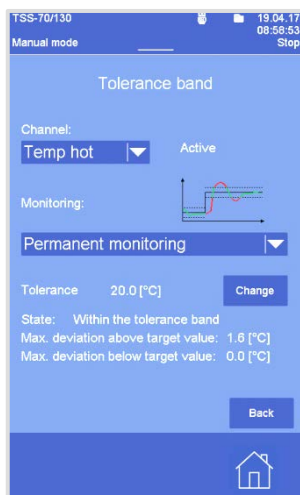 TSS-70/130 19.04.17
08:58:53
Manual mode Stop
Tolerance band
Channel:
Temp hot Active
Monitoring:
Permanent monitoring
Tolerance 20.0 [°C] Change
State: Within the tolerance band
Max. deviation above target value: 1.6 [°C]
Max. deviation below target value: 0.0 [°C]
Back